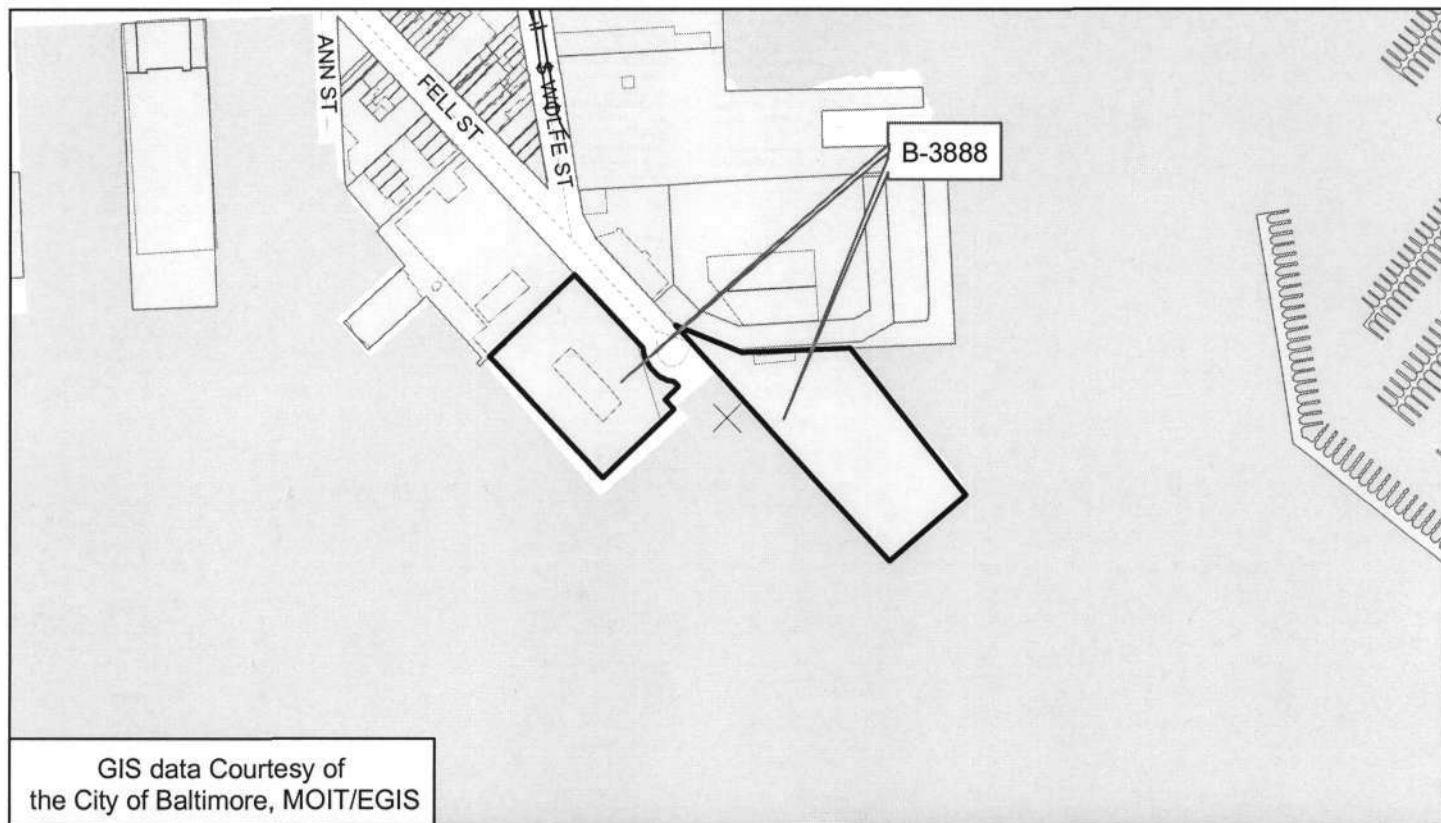 ANN ST
FELL ST
S WOLFE ST
B-3888
GIS data Courtesy of
the City of Baltimore, MOIT/EGIS